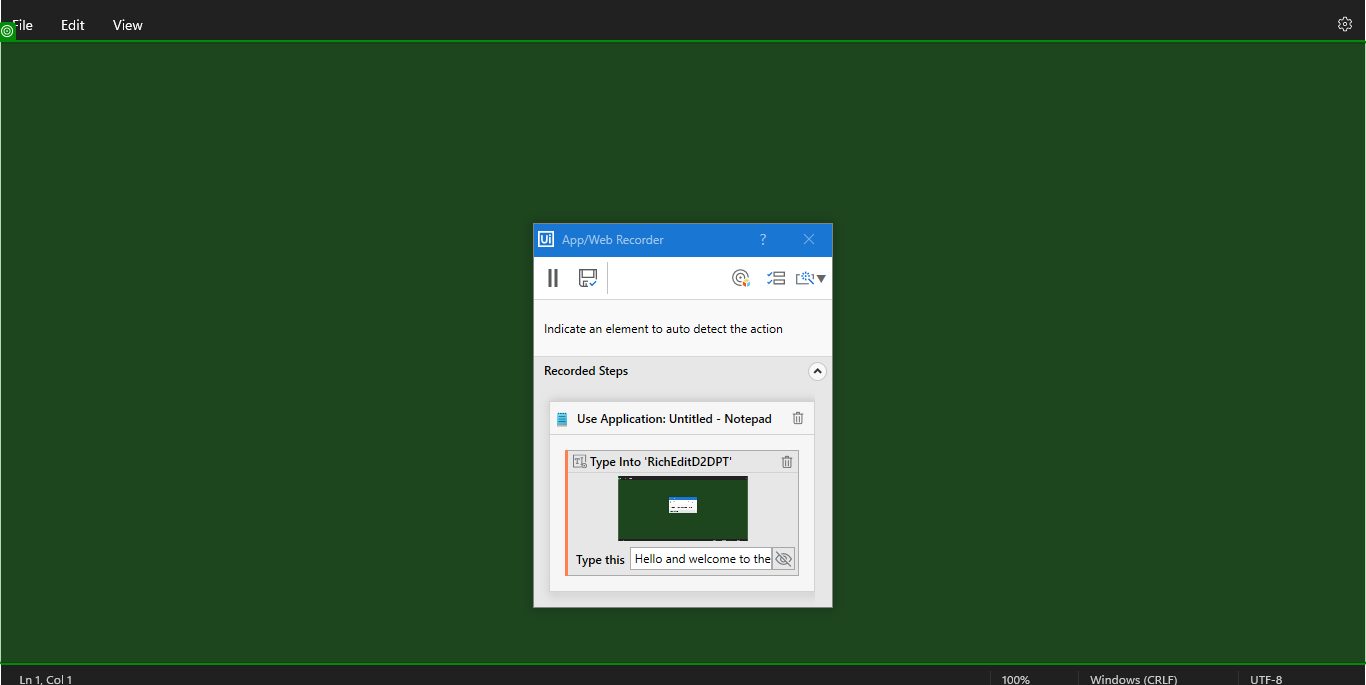 File Edit View
Ui App/Web Recorder ?
Indicate an element to auto detect the action
Recorded Steps
Use Application: Untitled - Notepad
Type Into 'RichEditD2DPT'
Type this Hello and welcome to the
Ln 1, Col 1 100% Windows (CRLF) UTF-8